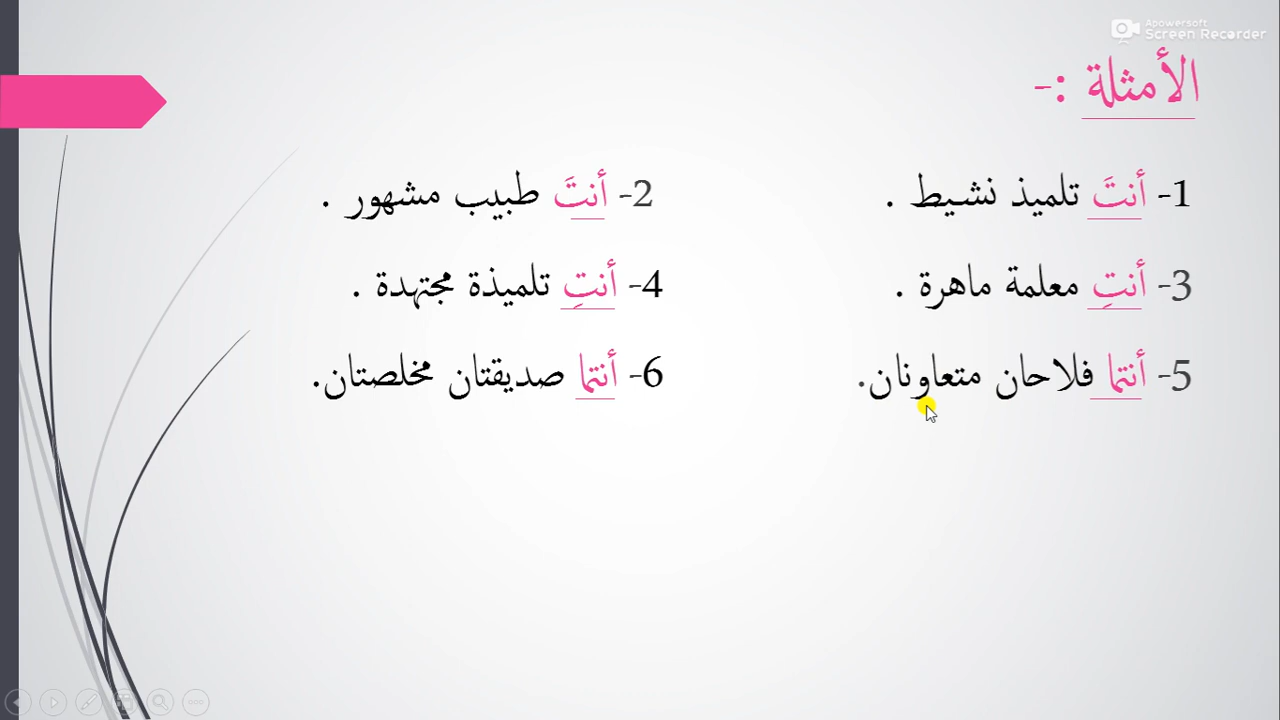 Apowersoft
Screen Recorder
الأمثلة :-
1- أنتَ تلميذ نشيط .
2- أنتَ طبيب مشهور .
3- أنتِ معلمة ماهرة .
4- أنتِ تلميذة مجتهدة .
5- أنتما فلاحان متعاونان.
6- أنتما صديقتان مخلصتان.